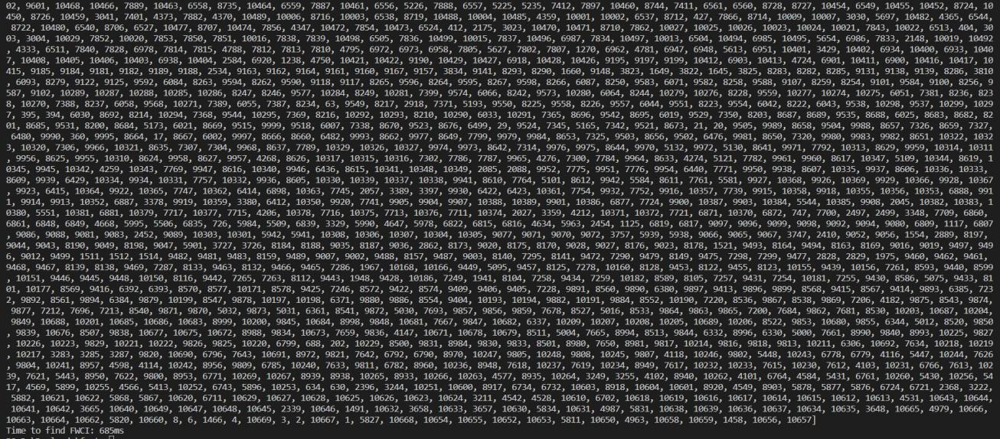 02, 9601, 10468, 10466, 7889, 10463, 6558, 8735, 10464, 6559, 7887, 10461, 6556, 5226, 7888, 6557, 5225, 5235, 7412, 7897, 10460, 8744, 7411, 6561, 6560, 8728, 8727, 10454, 6549, 10455, 10452, 8724, 10
450, 8726, 10459, 3041, 7401, 4373, 7882, 4370, 10489, 10006, 8716, 10003, 6538, 8719, 10488, 10004, 10485, 4359, 10001, 10002, 6537, 8712, 427, 7866, 8714, 10009, 10007, 3030, 5697, 10482, 4365, 6544,
8722, 10480, 6540, 8706, 6527, 10477, 8707, 10474, 7856, 4347, 10472, 7854, 10473, 6524, 412, 2175, 3023, 10470, 10471, 8710, 7862, 10027, 10025, 10026, 10023, 10024, 10021, 7843, 10022, 6513, 404, 30
03, 3004, 10029, 7852, 10020, 7853, 7850, 7851, 10016, 7838, 7839, 10498, 6505, 7836, 10499, 10015, 7837, 10496, 6987, 7834, 10497, 10013, 6504, 10494, 6985, 10495, 5654, 6986, 7833, 2148, 10019, 10492
, 4333, 6511, 7840, 7828, 6978, 7814, 7815, 4788, 7812, 7813, 7810, 4795, 6972, 6973, 6958, 7805, 5627, 7802, 7807, 1270, 6962, 4781, 6947, 6948, 5613, 6951, 10401, 3429, 10402, 6934, 10400, 6933, 1040
7, 10408, 10405, 10406, 10403, 6938, 10404, 2584, 6920, 1238, 4750, 10421, 10422, 9190, 10429, 10427, 6918, 10428, 10426, 9195, 9197, 9199, 10412, 6903, 10413, 4724, 6901, 10411, 6900, 10416, 10417, 10
415, 9185, 9184, 9181, 9182, 9189, 9188, 2534, 9163, 9162, 9164, 9161, 9160, 9167, 9157, 3834, 9141, 8293, 8290, 1660, 9148, 3823, 1649, 3822, 1645, 3825, 8283, 8282, 8285, 9131, 9138, 9139, 8286, 3810
, 6093, 8279, 9122, 9125, 9592, 6084, 8263, 9594, 8262, 9590, 9118, 9117, 8265, 9596, 8264, 9595, 8267, 9598, 8266, 6087, 8250, 9583, 6071, 9582, 8258, 9588, 9107, 8259, 9254, 9101, 9584, 9100, 8256, 9
587, 9102, 10289, 10287, 10288, 10285, 10286, 8247, 8246, 9577, 10284, 8249, 10281, 7399, 9574, 6066, 8242, 9573, 10280, 6064, 8244, 10279, 10276, 8228, 9559, 10277, 10274, 10275, 6051, 7381, 8236, 823
8, 10270, 7388, 8237, 6058, 9568, 10271, 7389, 6055, 7387, 8234, 63, 9549, 8217, 2918, 7371, 5193, 9550, 8225, 9558, 8226, 9557, 6044, 9551, 8223, 9554, 6042, 8222, 6043, 9538, 10298, 9537, 10299, 1029
7, 395, 394, 6030, 8692, 8214, 10294, 7368, 9544, 10295, 7369, 8216, 10292, 10293, 8210, 10290, 6033, 10291, 7365, 8696, 9542, 8695, 6019, 9529, 7350, 8203, 8687, 8689, 9535, 8688, 6025, 8683, 8682, 82
01, 8685, 9531, 8200, 8684, 5173, 6021, 8669, 9515, 9999, 9518, 6007, 7338, 8670, 9523, 8676, 6499, 29, 9524, 7345, 5165, 7342, 9521, 8673, 21, 20, 9505, 9989, 8658, 9504, 9988, 8657, 7326, 8659, 7327,
6480, 9990, 360, 9995, 8664, 17, 8667, 6002, 9997, 8666, 8660, 6482, 9993, 8662, 9977, 8649, 7799, 9979, 9984, 8653, 7325, 9503, 8656, 9502, 6476, 9981, 8650, 7320, 9980, 9983, 9982, 8651, 10322, 1032
3, 10320, 7306, 9966, 10321, 8635, 7307, 7304, 9968, 8637, 7789, 10329, 10326, 10327, 9974, 9973, 8642, 7314, 9976, 9975, 8644, 9970, 5132, 9972, 5130, 8641, 9971, 7792, 10313, 8629, 9959, 10314, 10311
, 9956, 8625, 9955, 10310, 8624, 9958, 8627, 9957, 4268, 8626, 10317, 10315, 10316, 7302, 7786, 7787, 9965, 4276, 7300, 7784, 9964, 8633, 4274, 5121, 7782, 9961, 9960, 8617, 10347, 5109, 10344, 8619, 1
0345, 9945, 10342, 4259, 10343, 7769, 9947, 8616, 10340, 9946, 6436, 8615, 10341, 10348, 10349, 2085, 2088, 9952, 7775, 9951, 7776, 9954, 6440, 7771, 9950, 9938, 8607, 10335, 9937, 8606, 10336, 10333,
8609, 9939, 6429, 10334, 9934, 10331, 7757, 10332, 9936, 8605, 10330, 10339, 10337, 10338, 9941, 8610, 7764, 5101, 8612, 9942, 5584, 8611, 7761, 5581, 9927, 10368, 9926, 10369, 9929, 10366, 9928, 10367
, 9923, 6415, 10364, 9922, 10365, 7747, 10362, 6414, 6898, 10363, 7745, 2057, 3389, 3397, 9930, 6422, 6423, 10361, 7754, 9932, 7752, 9916, 10357, 7739, 9915, 10358, 9918, 10355, 10356, 10353, 6888, 991
1, 9914, 9913, 10352, 6887, 3378, 9919, 10359, 3380, 6412, 10350, 9920, 7741, 9905, 9904, 9907, 10388, 10389, 9901, 10386, 6877, 7724, 9900, 10387, 9903, 10384, 5544, 10385, 9908, 2045, 10382, 10383, 1
0380, 5551, 10381, 6881, 10379, 7717, 10377, 7715, 4206, 10378, 7716, 10375, 7713, 10376, 7711, 10374, 2027, 3359, 4212, 10371, 10372, 7721, 6871, 10370, 6872, 747, 7700, 2497, 2499, 3348, 7709, 6860,
6861, 6848, 6849, 4668, 5995, 5506, 6835, 726, 5984, 5509, 6839, 3329, 5990, 4647, 5978, 6822, 6815, 6816, 4634, 5963, 2454, 1125, 6819, 6817, 9097, 9096, 9099, 9098, 9092, 9094, 9080, 6809, 1117, 6807
, 9086, 9088, 9081, 9083, 2452, 9089, 10303, 10301, 5942, 5941, 10308, 10306, 10307, 10304, 10305, 9077, 9071, 9070, 9072, 3757, 5939, 5938, 9066, 9065, 9067, 3747, 2410, 9052, 9056, 1554, 2889, 8197,
9044, 9043, 8190, 9049, 8198, 9047, 5901, 3727, 3726, 8184, 8188, 9035, 8187, 9036, 2862, 8173, 9020, 8175, 8170, 9028, 9027, 8176, 9023, 8178, 1521, 9493, 8164, 9494, 8163, 8169, 9016, 9019, 9497, 949
6, 9012, 9499, 1511, 1512, 1514, 9482, 9481, 9483, 8159, 9489, 9007, 9002, 9488, 8157, 9487, 9003, 8140, 7295, 8141, 9472, 7290, 9479, 8149, 9475, 7298, 7299, 9477, 2828, 2829, 1975, 9460, 9462, 9461,
9468, 9467, 8139, 8138, 9469, 7287, 8133, 9463, 8132, 9466, 9465, 7286, 1967, 10168, 10166, 9449, 5095, 9457, 8125, 7278, 10160, 8128, 9453, 8122, 9455, 8123, 10155, 9439, 10156, 7261, 8593, 9440, 8599
, 10151, 9446, 9445, 9448, 10150, 8116, 9442, 7265, 7263, 8112, 9443, 1948, 9428, 10186, 7249, 1941, 8104, 7258, 9434, 7259, 10182, 8589, 8105, 7257, 9431, 7254, 10181, 7255, 9430, 8586, 5075, 9433, 81
01, 10177, 8569, 9416, 6392, 6393, 8570, 8577, 10171, 8578, 9425, 7246, 8572, 9422, 8574, 9409, 9406, 9405, 7228, 9891, 8560, 9890, 6380, 9897, 9413, 9896, 9899, 8568, 9415, 8567, 9414, 9893, 6385, 723
2, 9892, 8561, 9894, 6384, 9879, 10199, 8547, 9878, 10197, 10198, 6371, 9880, 9886, 8554, 9404, 10193, 10194, 9882, 10191, 9884, 8552, 10190, 7220, 8536, 9867, 8538, 9869, 7206, 4182, 9875, 8543, 9874,
9877, 7212, 7696, 7213, 8540, 9871, 9870, 5032, 9873, 5031, 6361, 8541, 9872, 5030, 7693, 9857, 9856, 9859, 7678, 8527, 5016, 8533, 9864, 9863, 9865, 7200, 7684, 9862, 7681, 8530, 10203, 10687, 10204,
9849, 10688, 10201, 10685, 10686, 10683, 8999, 10200, 9845, 10684, 8998, 9848, 10681, 7667, 9847, 10682, 6337, 10209, 10207, 10208, 10205, 10689, 10206, 8522, 9853, 10680, 9855, 6344, 5012, 8520, 9850
, 9839, 10676, 8507, 9838, 10677, 10675, 10672, 8988, 9834, 10673, 7659, 9836, 4147, 10671, 10678, 10679, 8511, 5004, 7665, 8994, 8513, 9844, 6332, 8996, 6330, 5000, 7661, 8990, 9840, 8993, 10225, 9827
, 10226, 10223, 9829, 10221, 10222, 9826, 9825, 10220, 6799, 688, 202, 10229, 8500, 9831, 8984, 9830, 9833, 8501, 8980, 7650, 8981, 9817, 10214, 9816, 9818, 9813, 10211, 6306, 10692, 7634, 10218, 10219
, 10217, 3283, 3285, 3287, 9820, 10690, 6796, 7643, 10691, 8972, 9821, 7642, 6792, 6790, 8970, 10247, 9805, 10248, 9808, 10245, 9807, 4118, 10246, 9802, 5448, 10243, 6778, 6779, 4116, 5447, 10244, 7626
, 9804, 10241, 8957, 4598, 4114, 10242, 8956, 9809, 6785, 10240, 7633, 9811, 6782, 8960, 10236, 8948, 7618, 10237, 7619, 10234, 8949, 7617, 10232, 10233, 7615, 10230, 7612, 4103, 10231, 6766, 7613, 102
39, 7621, 5443, 8950, 7622, 9800, 8953, 6771, 10269, 10267, 8939, 8938, 10265, 8933, 10266, 10263, 4577, 8935, 10264, 3249, 3255, 4102, 8940, 10262, 4101, 6764, 4584, 5431, 6761, 10260, 5430, 10256, 54
17, 4569, 5899, 10255, 4566, 5413, 10252, 6743, 5896, 10253, 634, 630, 2396, 3244, 10251, 10600, 8917, 6734, 6732, 10603, 8918, 10604, 10601, 8920, 4549, 8903, 5878, 5877, 5876, 6724, 6721, 2368, 3222,
5882, 10621, 10622, 5868, 5867, 10620, 6711, 10629, 10627, 10628, 10625, 10626, 10623, 10624, 3211, 4542, 4528, 10610, 6702, 10618, 10619, 10616, 10617, 10614, 10615, 10612, 10613, 4531, 10643, 10644,
10641, 10642, 3665, 10640, 10649, 10647, 10648, 10645, 2339, 10646, 1491, 10632, 3658, 10633, 3657, 10630, 5834, 10631, 4987, 5831, 10638, 10639, 10636, 10637, 10634, 10635, 3648, 10665, 4979, 10666,
10663, 10664, 10662, 5820, 10660, 8, 6, 1466, 4, 10669, 3, 2, 10667, 1, 5827, 10668, 10654, 10655, 10652, 10653, 5811, 10650, 4963, 10658, 10659, 1458, 10656, 10657]
Time to find FWCI: 685ms